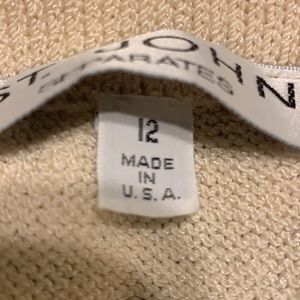 ST. JOHN
SEPARATES
12
MADE
IN
U.S.A.